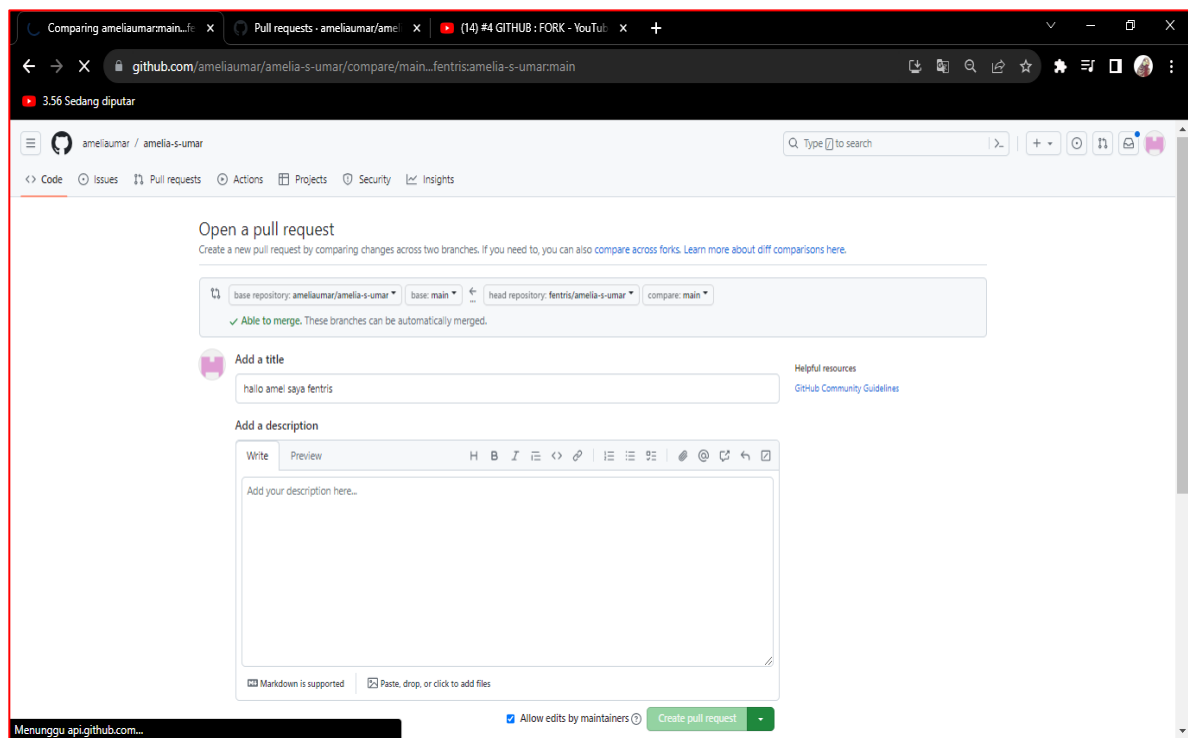 Comparing ameliaumar:main...fe
Pull requests · ameliaumar/amel
(14) #4 GITHUB : FORK - YouTub
github.com/ameliaumar/amelia-s-umar/compare/main...fentris:amelia-s-umar:main
3.56 Sedang diputar
ameliaumar / amelia-s-umar
Type / to search
Code Issues Pull requests Actions Projects Security Insights
Open a pull request
Create a new pull request by comparing changes across two branches. If you need to, you can also compare across forks. Learn more about diff comparisons here.
base repository: ameliaumar/amelia-s-umar base: main head repository: fentris/amelia-s-umar compare: main
Able to merge. These branches can be automatically merged.
Add a title
hallo amel saya fentris
Helpful resources
GitHub Community Guidelines
Add a description
Write Preview
Add your description here...
Markdown is supported Paste, drop, or click to add files
Allow edits by maintainers Create pull request
Menunggu api.github.com...